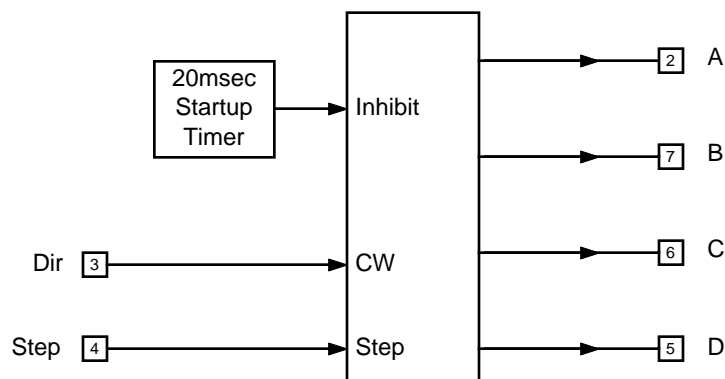 20msec
Startup
Timer
Inhibit
2 A
7 B
Dir 3 CW 6 C
Step 4 Step 5 D